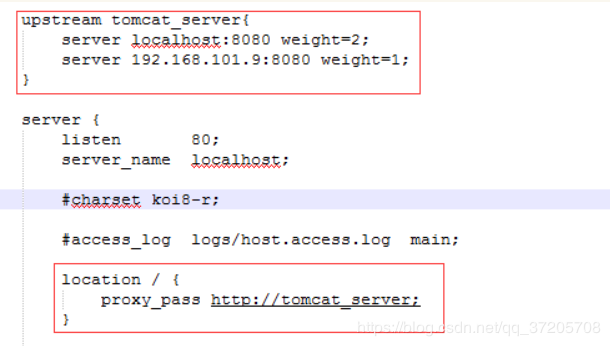 upstream tomcat_server{
server localhost:8080 weight=2;
server 192.168.101.9:8080 weight=1;
}
server {
listen 80;
server_name localhost;
#charset koi8-r;
#access_log logs/host.access.log main;
location / {
proxy_pass http://tomcat_server;
}
https://blog.csdn.net/qq_37205708